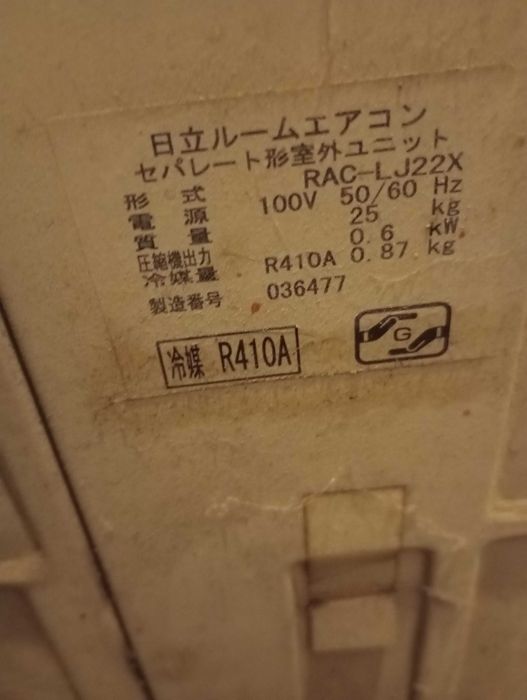 日立ルームエアコン
セパレート形室外ユニット
形式 RAC-LJ22X
電源 100V 50/60 Hz
質量 25 kg
圧縮機出力 0.6 kW
冷媒量 R410A 0.87 kg
製造番号 036477
冷媒 R410A
G